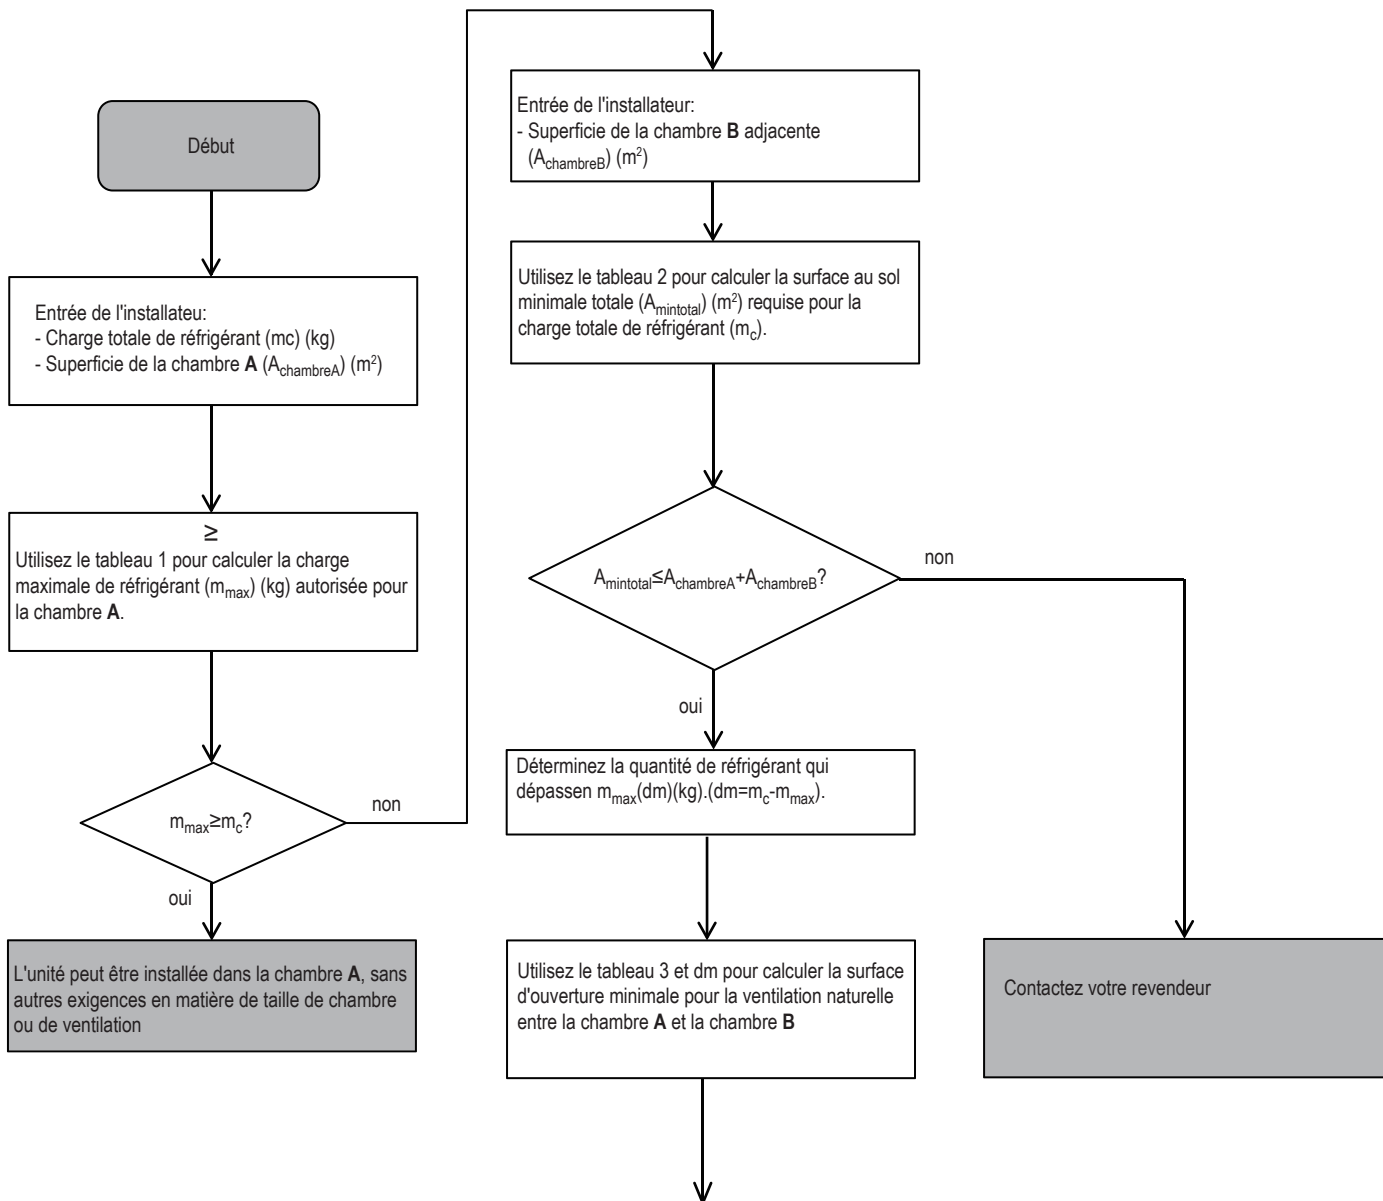 Début
Entrée de l'installateu:
- Charge totale de réfrigérant (mc) (kg)
- Superficie de la chambre A (AchambreA) (m²)
≥
Utilisez le tableau 1 pour calculer la charge
maximale de réfrigérant (mmax) (kg) autorisée pour
la chambre A.
mmax≥mc?
non
oui
L'unité peut être installée dans la chambre A, sans
autres exigences en matière de taille de chambre
ou de ventilation
Entrée de l'installateur:
- Superficie de la chambre B adjacente
(AchambreB) (m²)
Utilisez le tableau 2 pour calculer la surface au sol
minimale totale (Amintotal) (m²) requise pour la
charge totale de réfrigérant (mc).
Amintotal≤AchambreA+AchambreB?
non
oui
Déterminez la quantité de réfrigérant qui
dépassen mmax(dm)(kg).(dm=mc-mmax).
Utilisez le tableau 3 et dm pour calculer la surface
d'ouverture minimale pour la ventilation naturelle
entre la chambre A et la chambre B
Contactez votre revendeur